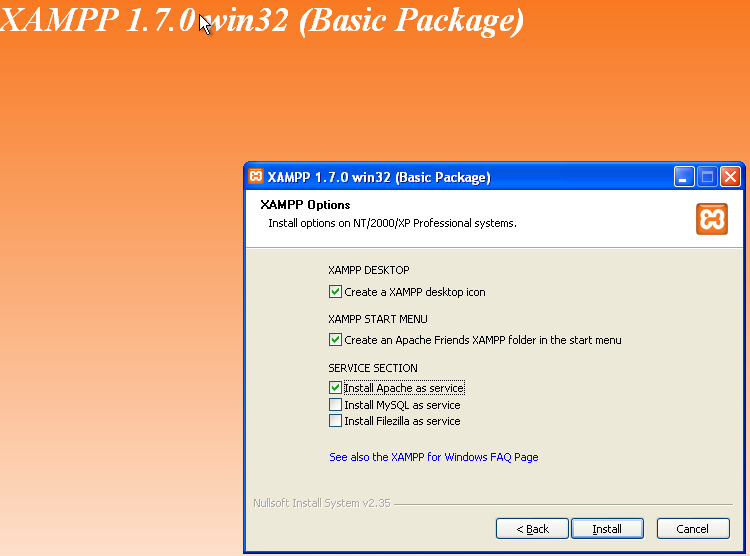 XAMPP 1.7.0 win32 (Basic Package)
XAMPP 1.7.0 win32 (Basic Package)
XAMPP Options
Install options on NT/2000/XP Professional systems.
XAMPP DESKTOP
Create a XAMPP desktop icon
XAMPP START MENU
Create an Apache Friends XAMPP folder in the start menu
SERVICE SECTION
Install Apache as service
Install MySQL as service
Install Filezilla as service
See also the XAMPP for Windows FAQ Page
Nullsoft Install System v2.35
< Back Install Cancel